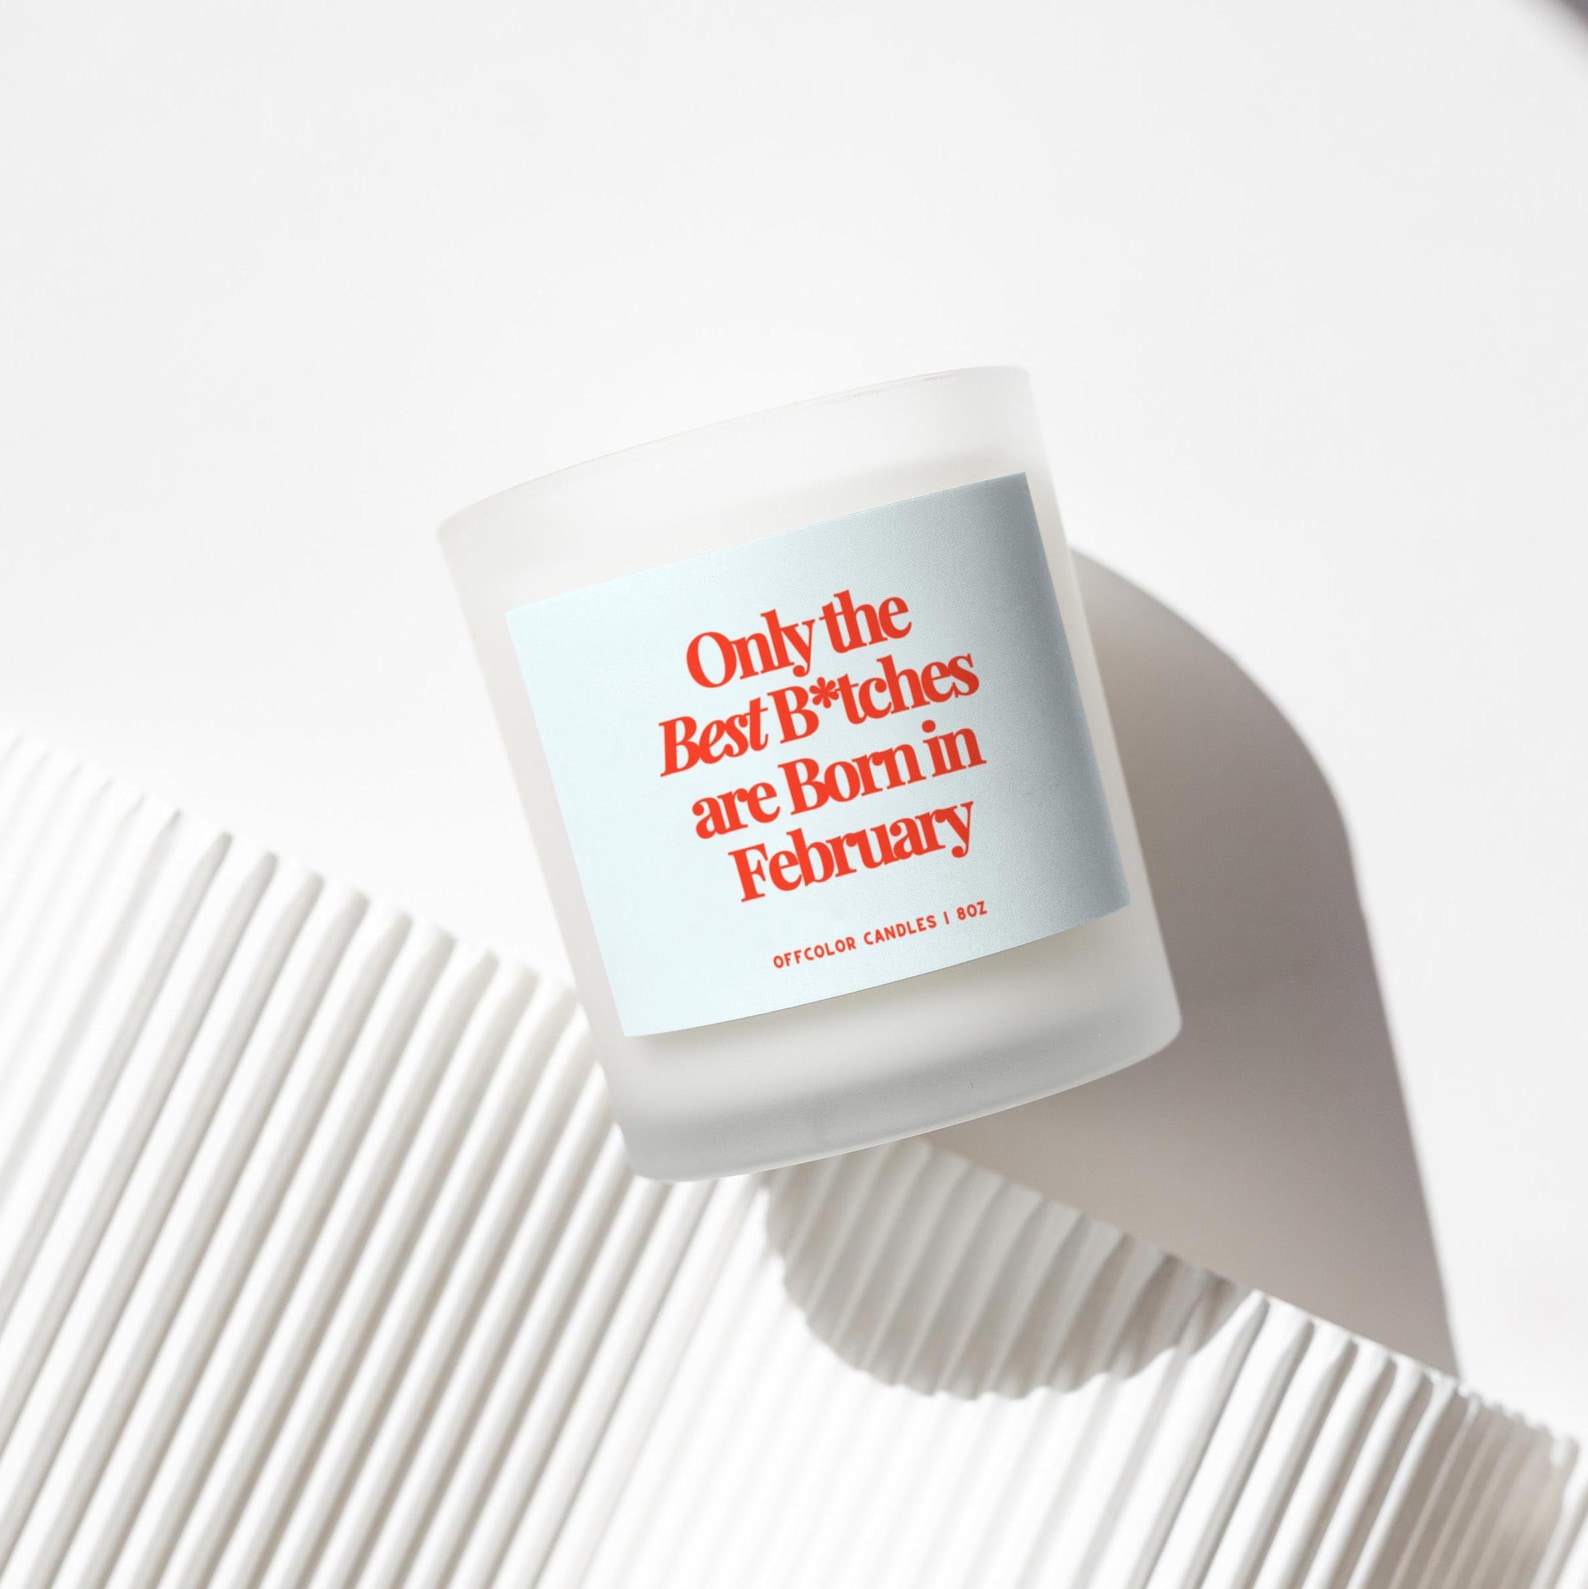 Only the
Best B*tches
are Born in
February
OFFCOLOR CANDLES | 8OZ